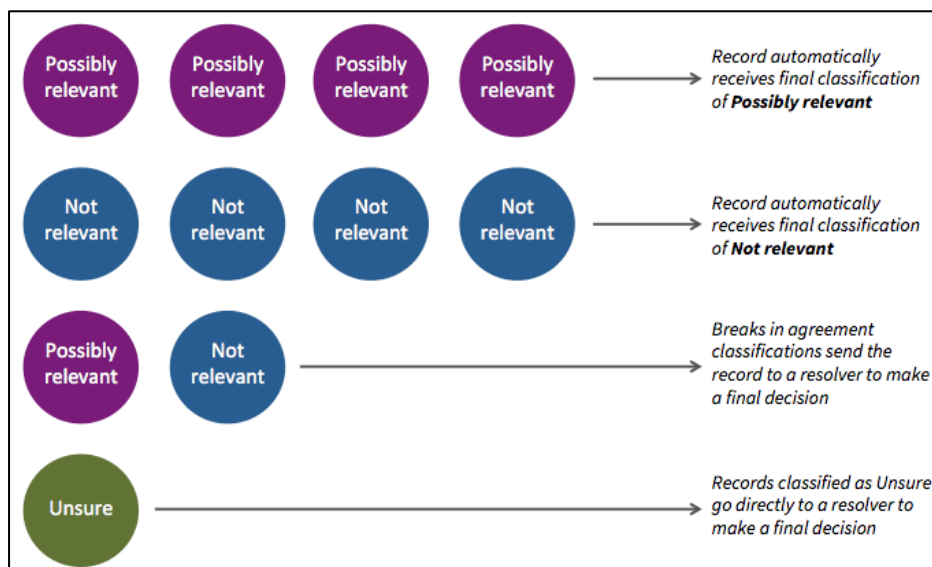 Possibly
relevant
Possibly
relevant
Possibly
relevant
Possibly
relevant
Record automatically
receives final classification
of Possibly relevant
Not
relevant
Not
relevant
Not
relevant
Not
relevant
Record automatically
receives final classification
of Not relevant
Possibly
relevant
Not
relevant
Breaks in agreement
classifications send the
record to a resolver to make
a final decision
Unsure
Records classified as Unsure
go directly to a resolver to
make a final decision